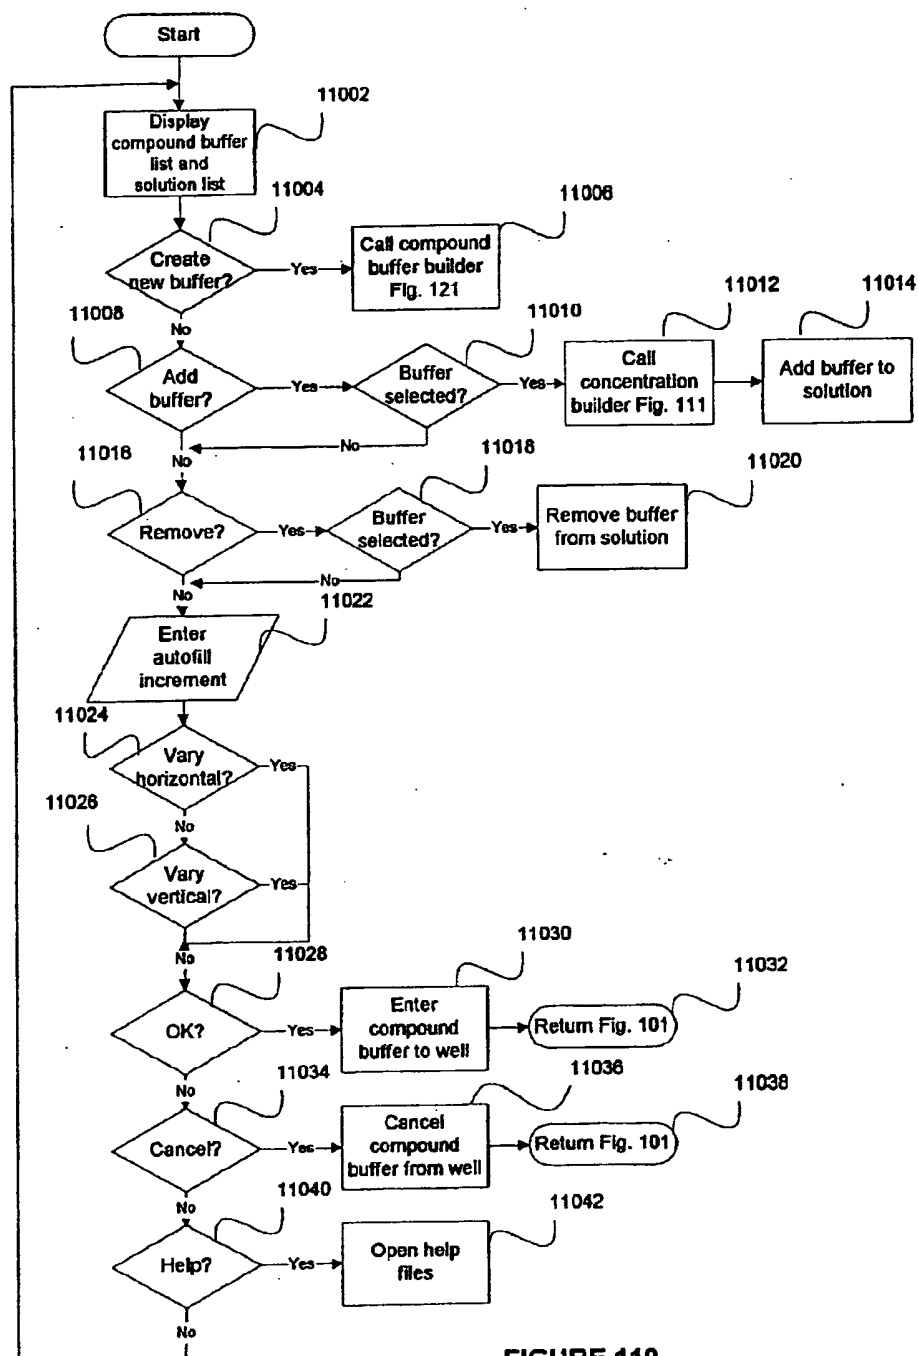 Start
11002
Display
compound buffer
list and
solution list
11004
11006
Create
new buffer?
Yes
Call compound
buffer builder
Fig. 121
No
11008
11010
11012
11014
Add
buffer?
Yes
Buffer
selected?
Yes
Call
concentration
builder Fig. 111
Add buffer to
solution
No
No
11016
11018
11020
Remove?
Yes
Buffer
selected?
Yes
Remove buffer
from solution
No
No
11022
Enter
autofill
increment
11024
Vary
horizontal?
Yes
No
11026
Vary
vertical?
Yes
No
11028
11030
11032
OK?
Yes
Enter
compound
buffer to well
Return Fig. 101
No
11034
11036
11038
Cancel?
Yes
Cancel
compound
buffer from well
Return Fig. 101
No
11040
11042
Help?
Yes
Open help
files
No
FIGURE 110